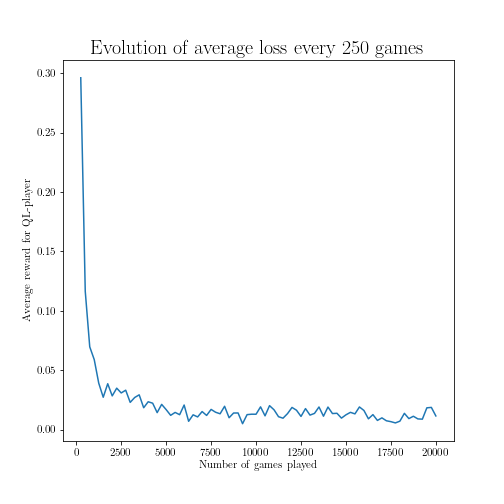 Evolution of average loss every 250 games
0.30
0.25
0.20
0.15
0.10
0.05
0.00
Average reward for QL-player
0 2500 5000 7500 10000 12500 15000 17500 20000
Number of games played